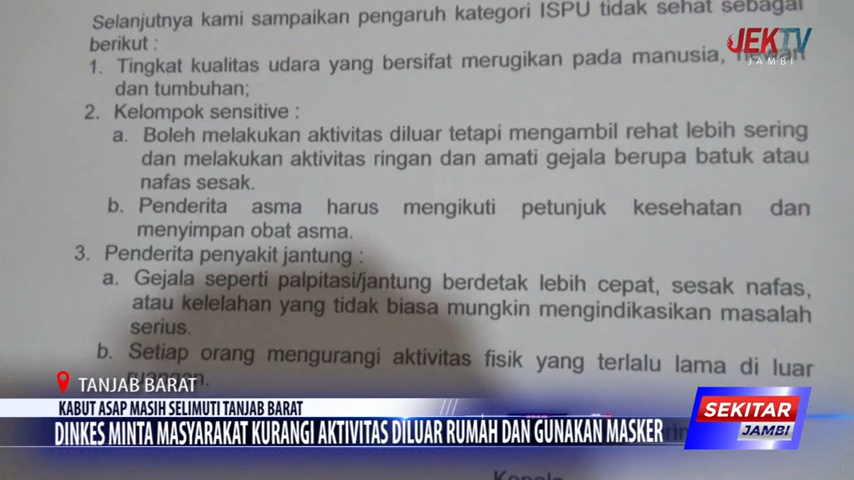 Selanjutnya kami sampaikan pengaruh kategori ISPU tidak sehat sebagai
berikut :
JEKTV
JAMBI
1. Tingkat kualitas udara yang bersifat merugikan pada manusia, hewan
dan tumbuhan;
2. Kelompok sensitive :
a. Boleh melakukan aktivitas diluar tetapi mengambil rehat lebih sering
dan melakukan aktivitas ringan dan amati gejala berupa batuk atau
nafas sesak.
b. Penderita asma harus mengikuti petunjuk kesehatan dan
menyimpan obat asma.
3. Penderita penyakit jantung :
a. Gejala seperti palpitasi/jantung berdetak lebih cepat, sesak nafas,
atau kelelahan yang tidak biasa mungkin mengindikasikan masalah
serius.
b. Setiap orang mengurangi aktivitas fisik yang terlalu lama di luar
ruangan.
TANJAB BARAT
KABUT ASAP MASIH SELIMUTI TANJAB BARAT
DINKES MINTA MASYARAKAT KURANGI AKTIVITAS DILUAR RUMAH DAN GUNAKAN MASKER
SEKITAR
JAMBI